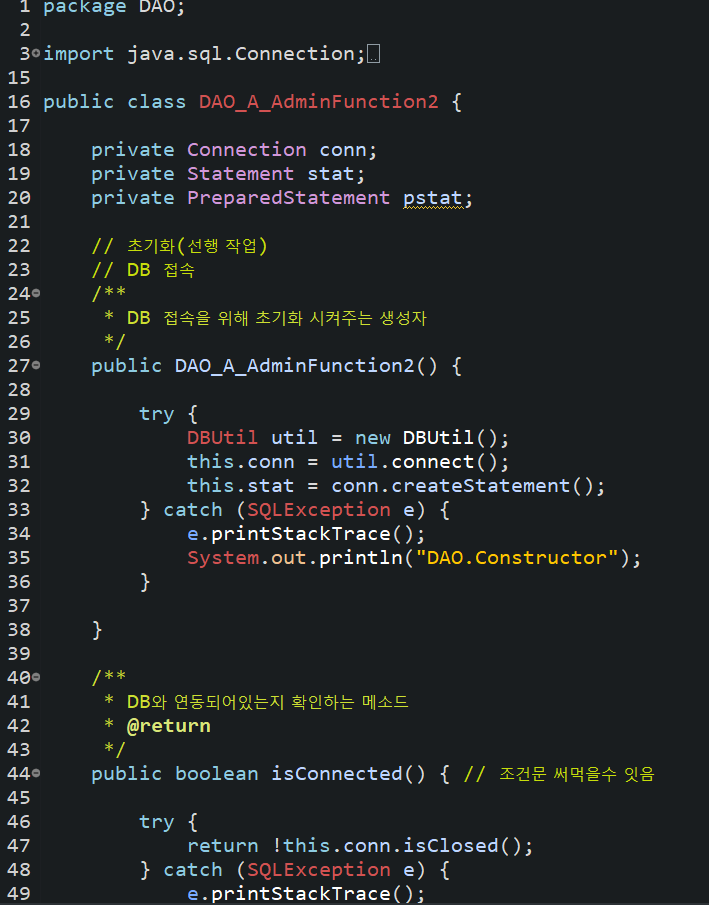 1 package DAO;
2
3 import java.sql.Connection;
15
16 public class DAO_A_AdminFunction2 {
17
18 private Connection conn;
19 private Statement stat;
20 private PreparedStatement pstat;
21
22 // 초기화(선행 작업)
23 // DB 접속
24 /**
25 * DB 접속을 위해 초기화 시켜주는 생성자
26 */
27 public DAO_A_AdminFunction2() {
28
29 try {
30 DBUtil util = new DBUtil();
31 this.conn = util.connect();
32 this.stat = conn.createStatement();
33 } catch (SQLException e) {
34 e.printStackTrace();
35 System.out.println("DAO.Constructor");
36 }
37
38 }
39
40 /**
41 * DB와 연동되어있는지 확인하는 메소드
42 * @return
43 */
44 public boolean isConnected() { // 조건문 써먹을수 잇음
45
46 try {
47 return !this.conn.isClosed();
48 } catch (SQLException e) {
49 e.printStackTrace();